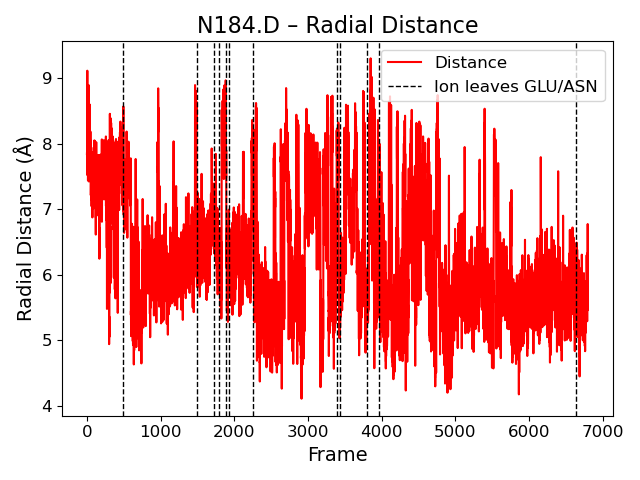 N184.D – Radial Distance
Distance
Ion leaves GLU/ASN
Radial Distance (Å)
9
8
7
6
5
4
0
1000
2000
3000
4000
5000
6000
7000
Frame